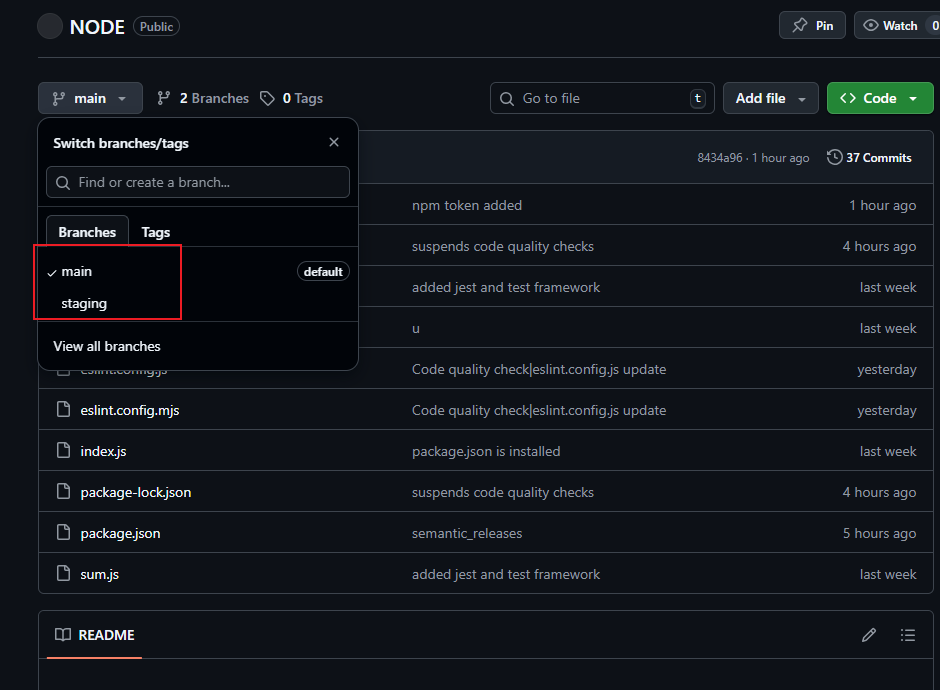 NODE Public
Pin
Watch 0
main
2 Branches
0 Tags
Go to file t
Add file
Code
Switch branches/tags
Find or create a branch...
8434a96 · 1 hour ago
37 Commits
Branches Tags
main default
staging
View all branches
npm token added 1 hour ago
suspends code quality checks 4 hours ago
added jest and test framework last week
u last week
eslint.config.js Code quality check|eslint.config.js update yesterday
eslint.config.mjs Code quality check|eslint.config.js update yesterday
index.js package.json is installed last week
package-lock.json suspends code quality checks 4 hours ago
package.json semantic_releases 5 hours ago
sum.js added jest and test framework last week
README